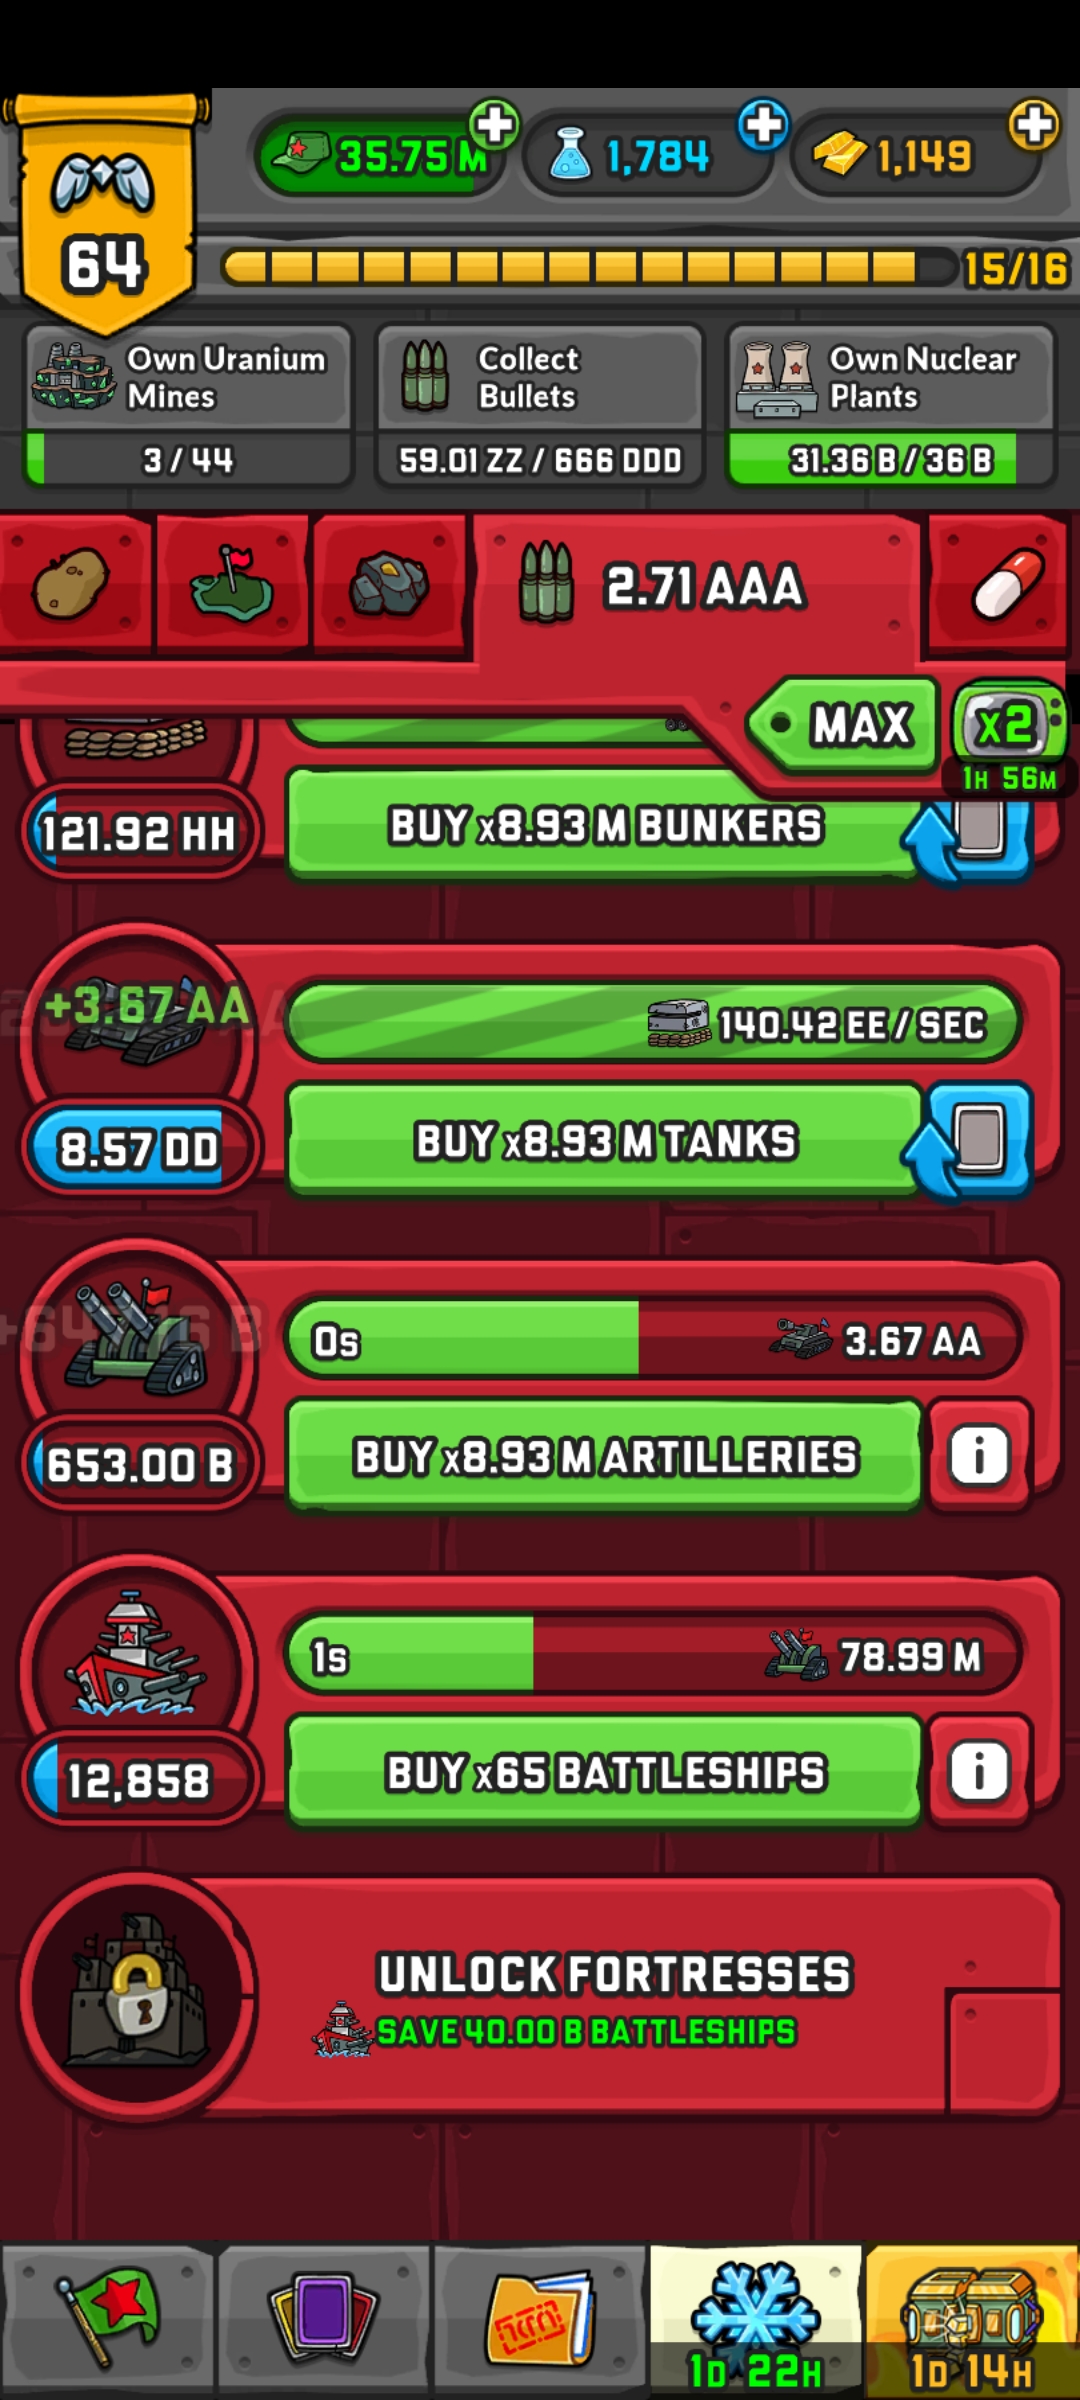 35.75 M
1,784
1,149
64
15/16
Own Uranium
Mines
3 / 44
Collect
Bullets
59.01 ZZ / 666 DDD
Own Nuclear
Plants
31.36 B / 36 B
2.71 AAA
MAX
x2
1H 56M
121.92 HH
BUY x8.93 M BUNKERS
+3.67 AA
140.42 EE / SEC
8.57 DD
BUY x8.93 M TANKS
0s
3.67 AA
653.00 B
BUY x8.93 M ARTILLERIES
i
1s
78.99 M
12,858
BUY x65 BATTLESHIPS
i
UNLOCK FORTRESSES
SAVE 40.00 B BATTLESHIPS
1D 22H
1D 14H